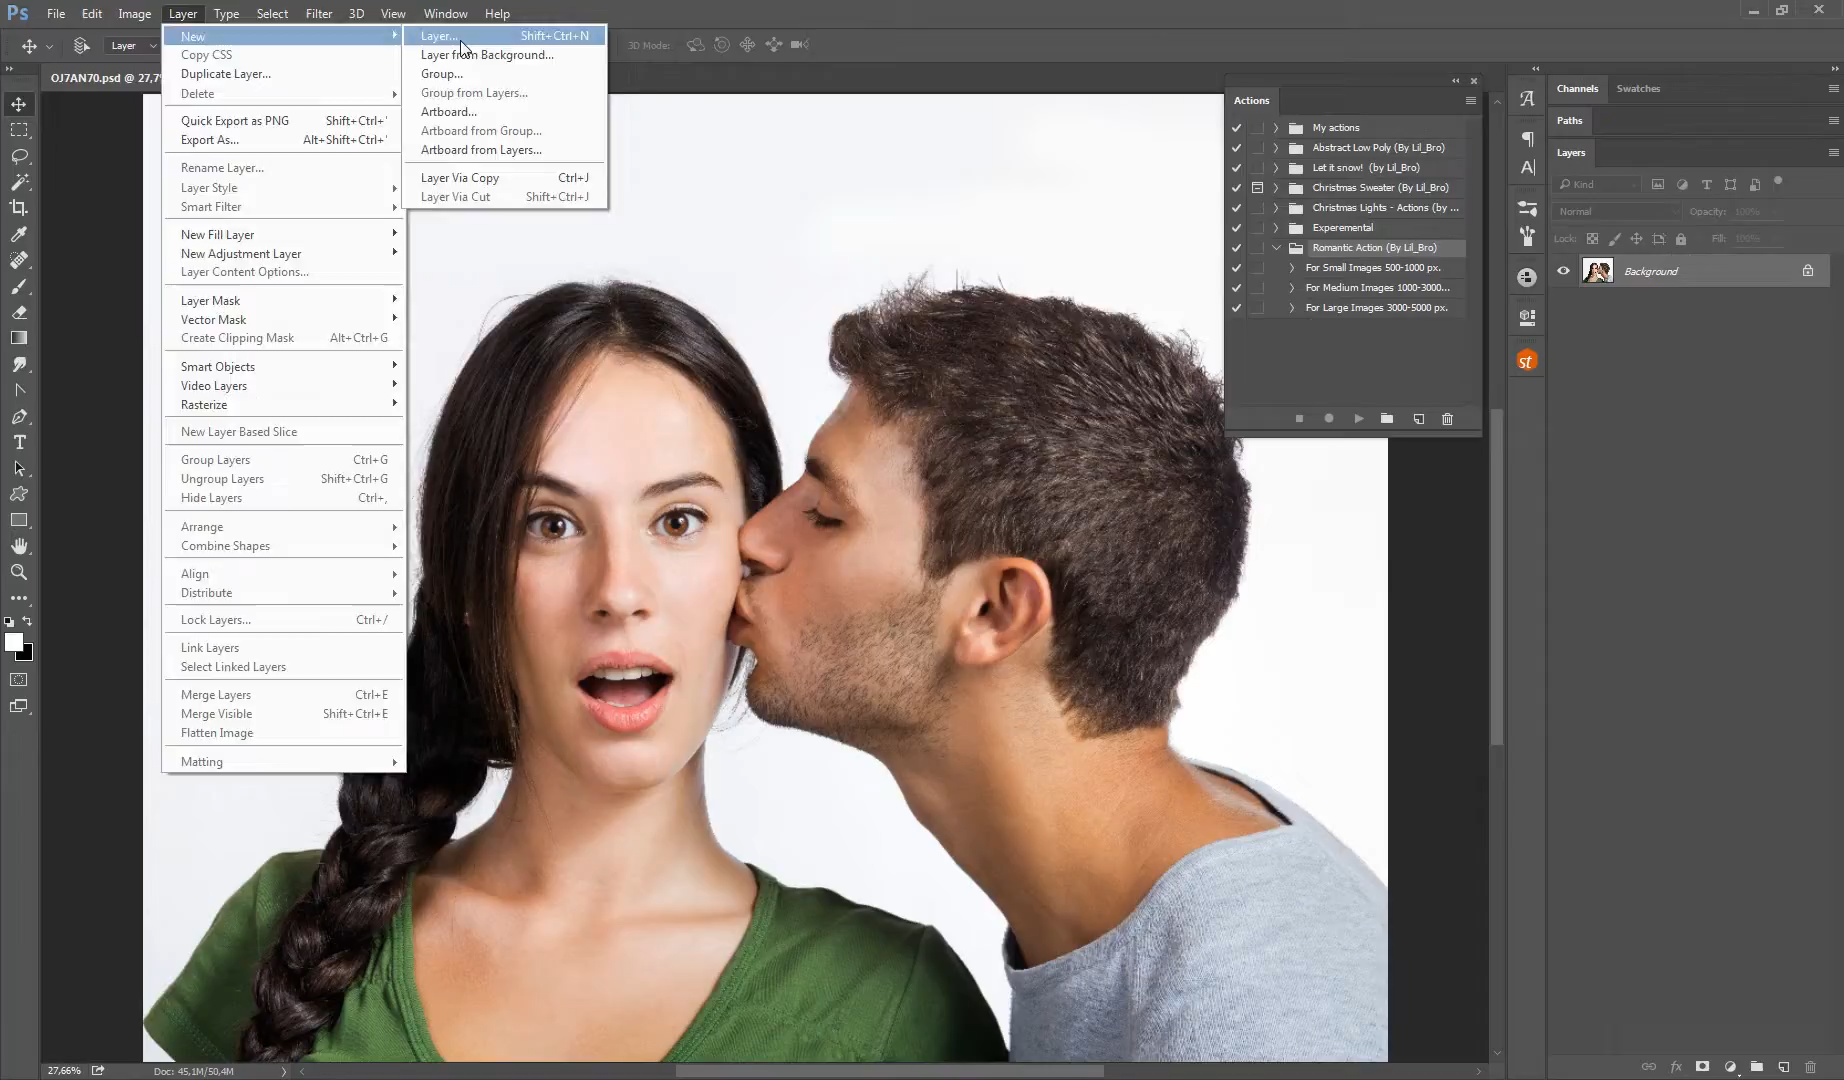 Ps File Edit Image Layer Type Select Filter 3D View Window Help
Layer
3D Mode:
OJ7AN70.psd @ 27,7
New
Copy CSS
Duplicate Layer...
Delete
Quick Export as PNG Shift+Ctrl+'
Export As... Alt+Shift+Ctrl+'
Rename Layer...
Layer Style
Smart Filter
New Fill Layer
New Adjustment Layer
Layer Content Options...
Layer Mask
Vector Mask
Create Clipping Mask Alt+Ctrl+G
Smart Objects
Video Layers
Rasterize
New Layer Based Slice
Group Layers Ctrl+G
Ungroup Layers Shift+Ctrl+G
Hide Layers Ctrl+,
Arrange
Combine Shapes
Align
Distribute
Lock Layers... Ctrl+/
Link Layers
Select Linked Layers
Merge Layers Ctrl+E
Merge Visible Shift+Ctrl+E
Flatten Image
Matting
Layer... Shift+Ctrl+N
Layer from Background...
Group...
Group from Layers...
Artboard...
Artboard from Group...
Artboard from Layers...
Layer Via Copy Ctrl+J
Layer Via Cut Shift+Ctrl+J
Actions
My actions
Abstract Low Poly (By Lil_Bro)
Let it snow! (by Lil_Bro)
Christmas Sweater (By Lil_Bro)
Christmas Lights - Actions (by ...
Experemental
Romantic Action (By Lil_Bro)
For Small Images 500-1000 px.
For Medium Images 1000-3000...
For Large Images 3000-5000 px.
st
Channels Swatches
Paths
Layers
Kind
Normal Opacity: 100%
Lock: Fill: 100%
Background
fx
27,66% Doc: 45,1M/50,4M